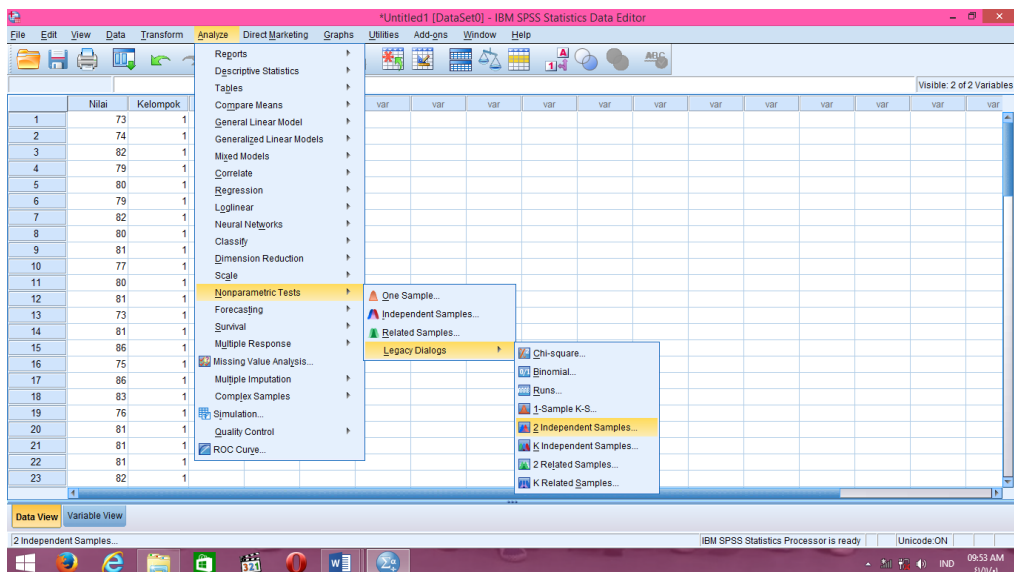 *Untitled1 [DataSet0] - IBM SPSS Statistics Data Editor
File Edit View Data Transform Analyze Direct Marketing Graphs Utilities Add-ons Window Help
Visible: 2 of 2 Variables
Nilai Kelompok var var var var var var var var var var var var
1 73 1
2 74 1
3 82 1
4 79 1
5 80 1
6 79 1
7 82 1
8 80 1
9 81 1
10 77 1
11 80 1
12 81 1
13 73 1
14 81 1
15 86 1
16 75 1
17 86 1
18 83 1
19 76 1
20 81 1
21 81 1
22 81 1
23 82 1
Reports
Descriptive Statistics
Tables
Compare Means
General Linear Model
Generalized Linear Models
Mixed Models
Correlate
Regression
Loglinear
Neural Networks
Classify
Dimension Reduction
Scale
Nonparametric Tests
Forecasting
Survival
Multiple Response
Missing Value Analysis...
Multiple Imputation
Complex Samples
Simulation...
Quality Control
ROC Curve...
One Sample...
Independent Samples...
Related Samples...
Legacy Dialogs
Chi-square...
Binomial...
Runs...
1-Sample K-S...
2 Independent Samples...
K Independent Samples...
2 Related Samples...
K Related Samples...
Data View Variable View
2 Independent Samples...
IBM SPSS Statistics Processor is ready Unicode:ON
IND 09:53 AM